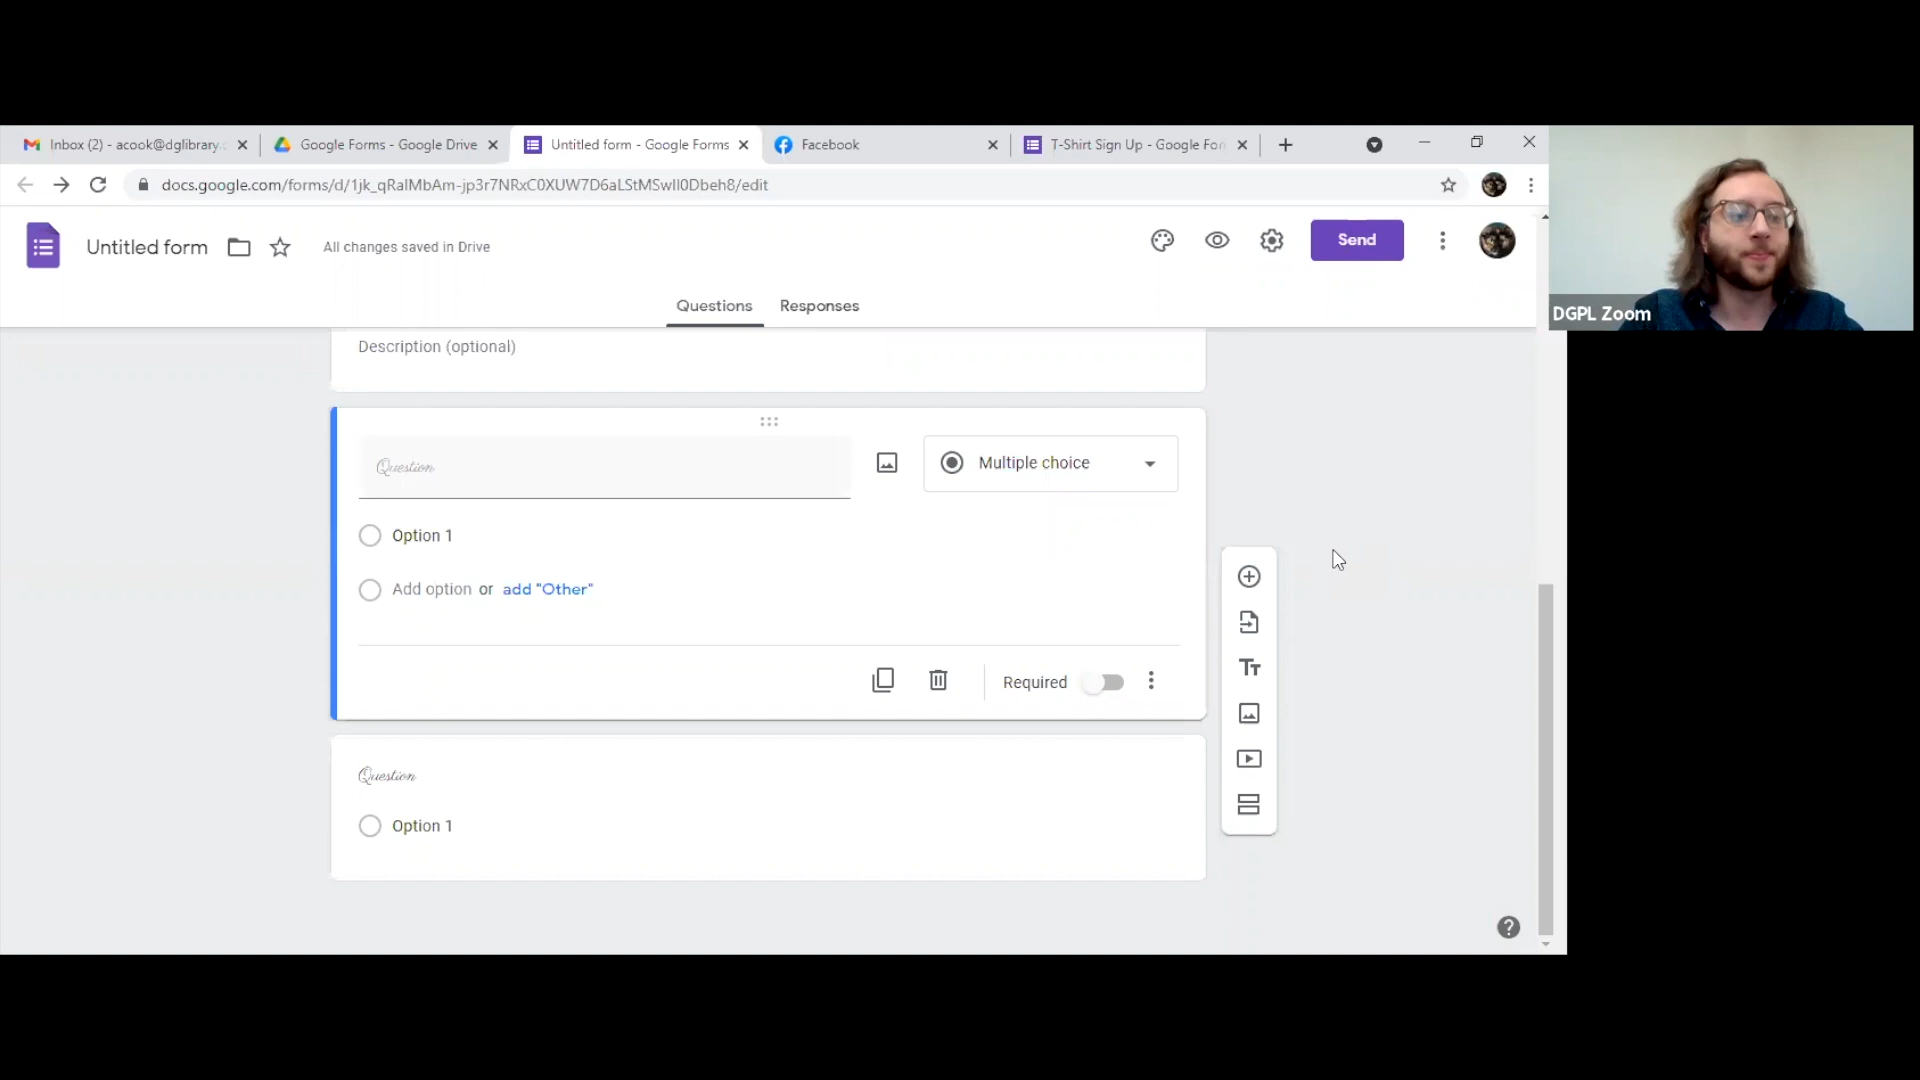 Inbox (2) - acook@dglibrary.
Google Forms - Google Drive
Untitled form - Google Forms
Facebook
T-Shirt Sign Up - Google For
docs.google.com/forms/d/1jk_qRalMbAm-jp3r7NRxC0XUW7D6aLStMSwIl0Dbeh8/edit
Untitled form
All changes saved in Drive
Send
DGPL Zoom
Questions
Responses
Description (optional)
Question
Multiple choice
Option 1
Add option or add "Other"
Required
Question
Option 1